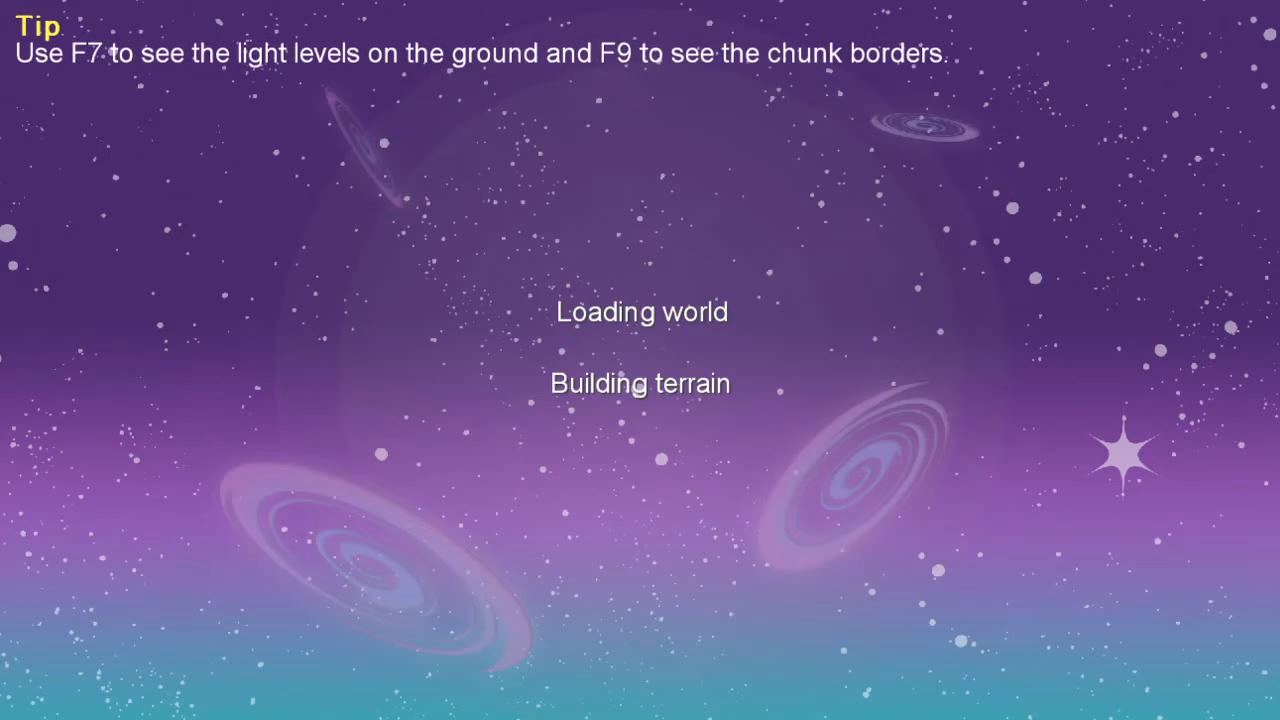 Tip
Use F7 to see the light levels on the ground and F9 to see the chunk borders.
Loading world
Building terrain